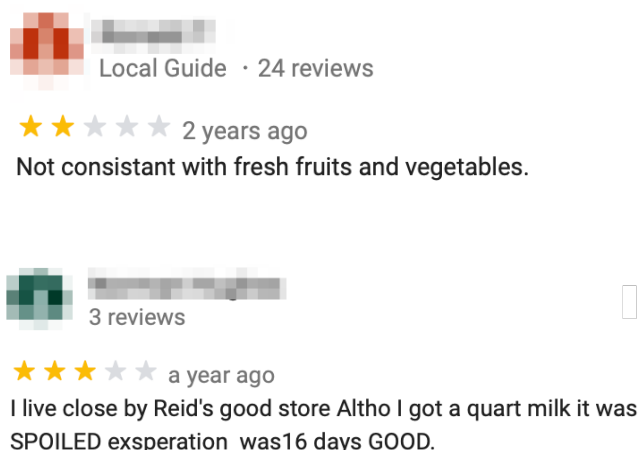 Local Guide · 24 reviews
2 years ago
Not consistant with fresh fruits and vegetables.
3 reviews
a year ago
I live close by Reid's good store Altho I got a quart milk it was
SPOILED exsperation was16 days GOOD.